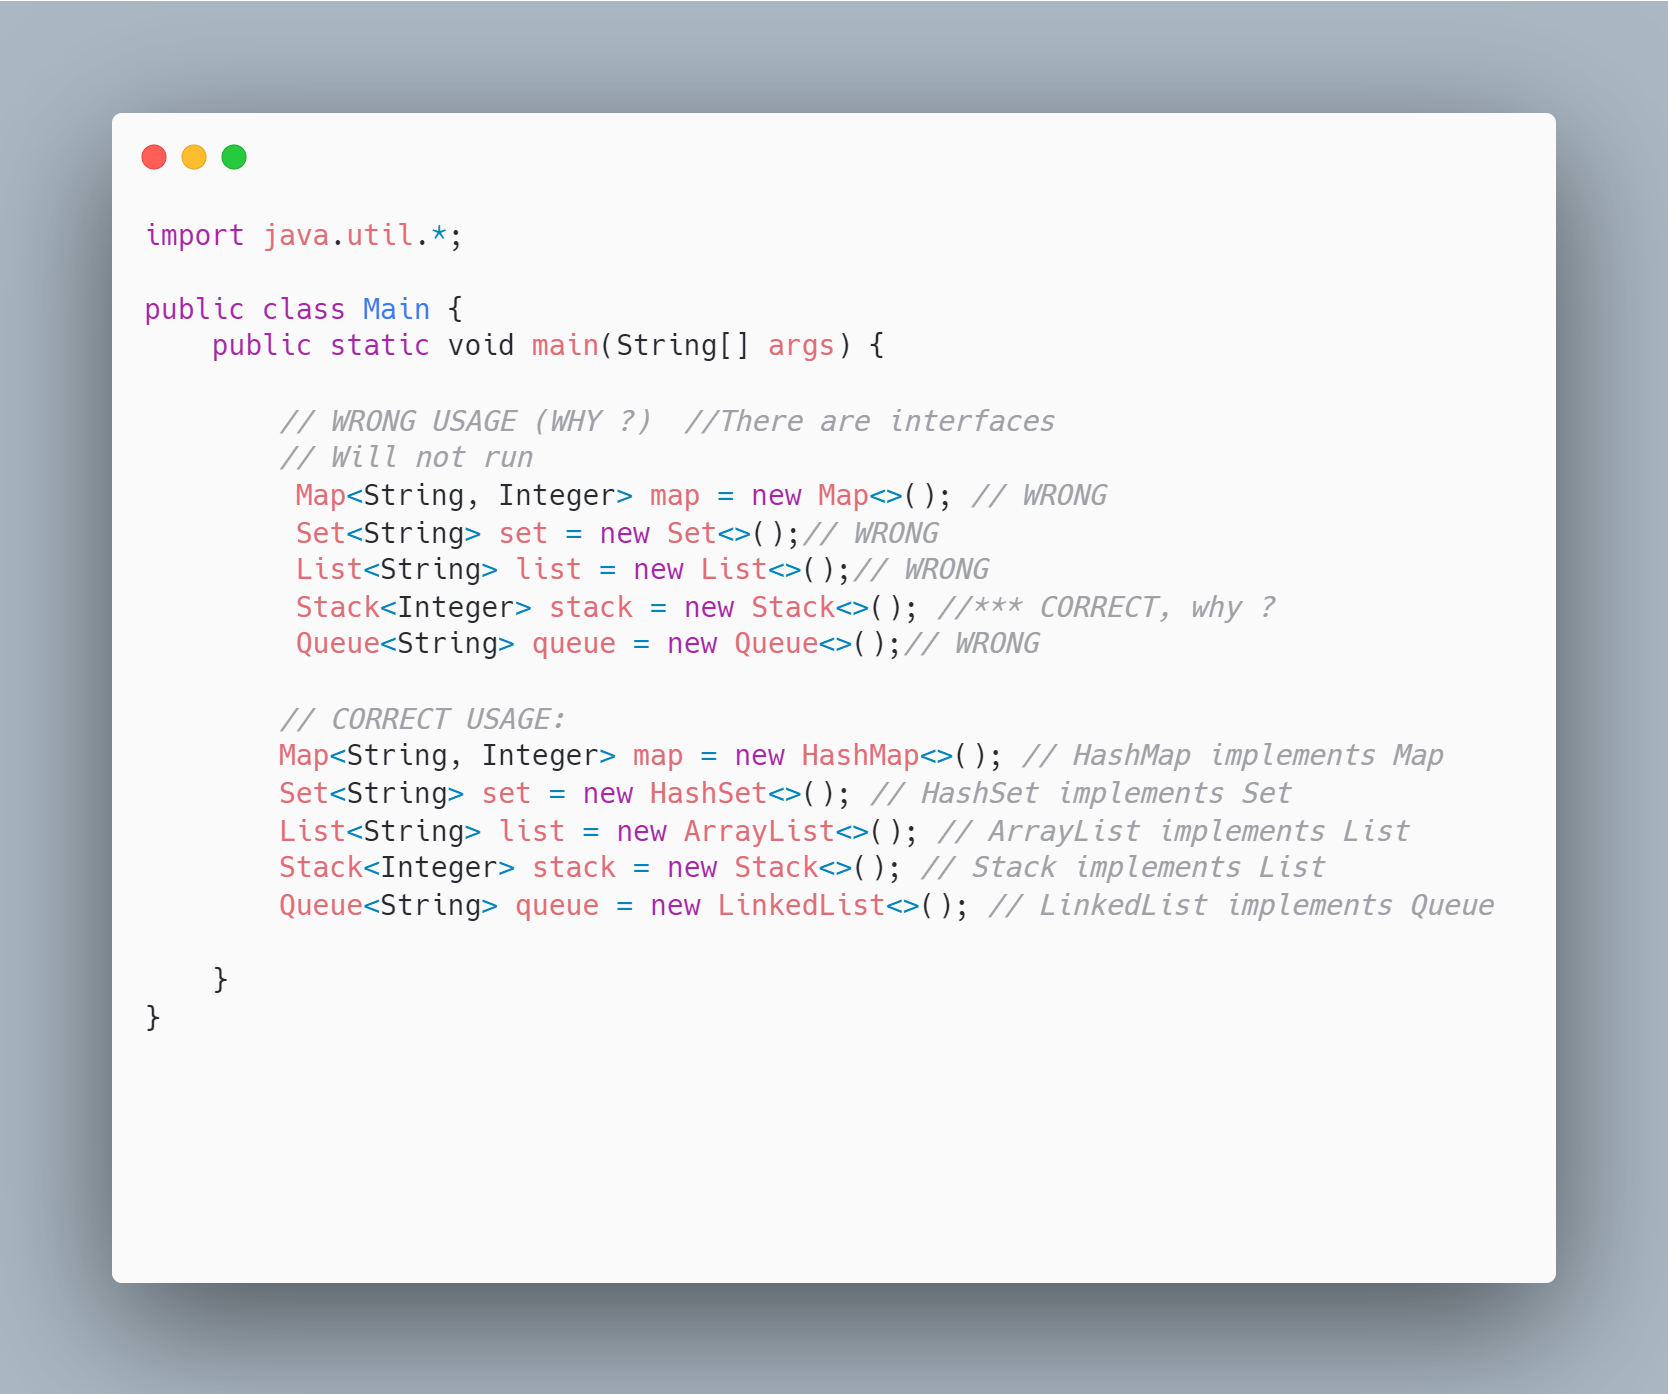 import java.util.*;
public class Main {
public static void main(String[] args) {
// WRONG USAGE (WHY ?)  //There are interfaces
// Will not run
Map<String, Integer> map = new Map<>(); // WRONG
Set<String> set = new Set<>();// WRONG
List<String> list = new List<>();// WRONG
Stack<Integer> stack = new Stack<>(); //*** CORRECT, why ?
Queue<String> queue = new Queue<>();// WRONG
// CORRECT USAGE:
Map<String, Integer> map = new HashMap<>(); // HashMap implements Map
Set<String> set = new HashSet<>(); // HashSet implements Set
List<String> list = new ArrayList<>(); // ArrayList implements List
Stack<Integer> stack = new Stack<>(); // Stack implements List
Queue<String> queue = new LinkedList<>(); // LinkedList implements Queue
}
}